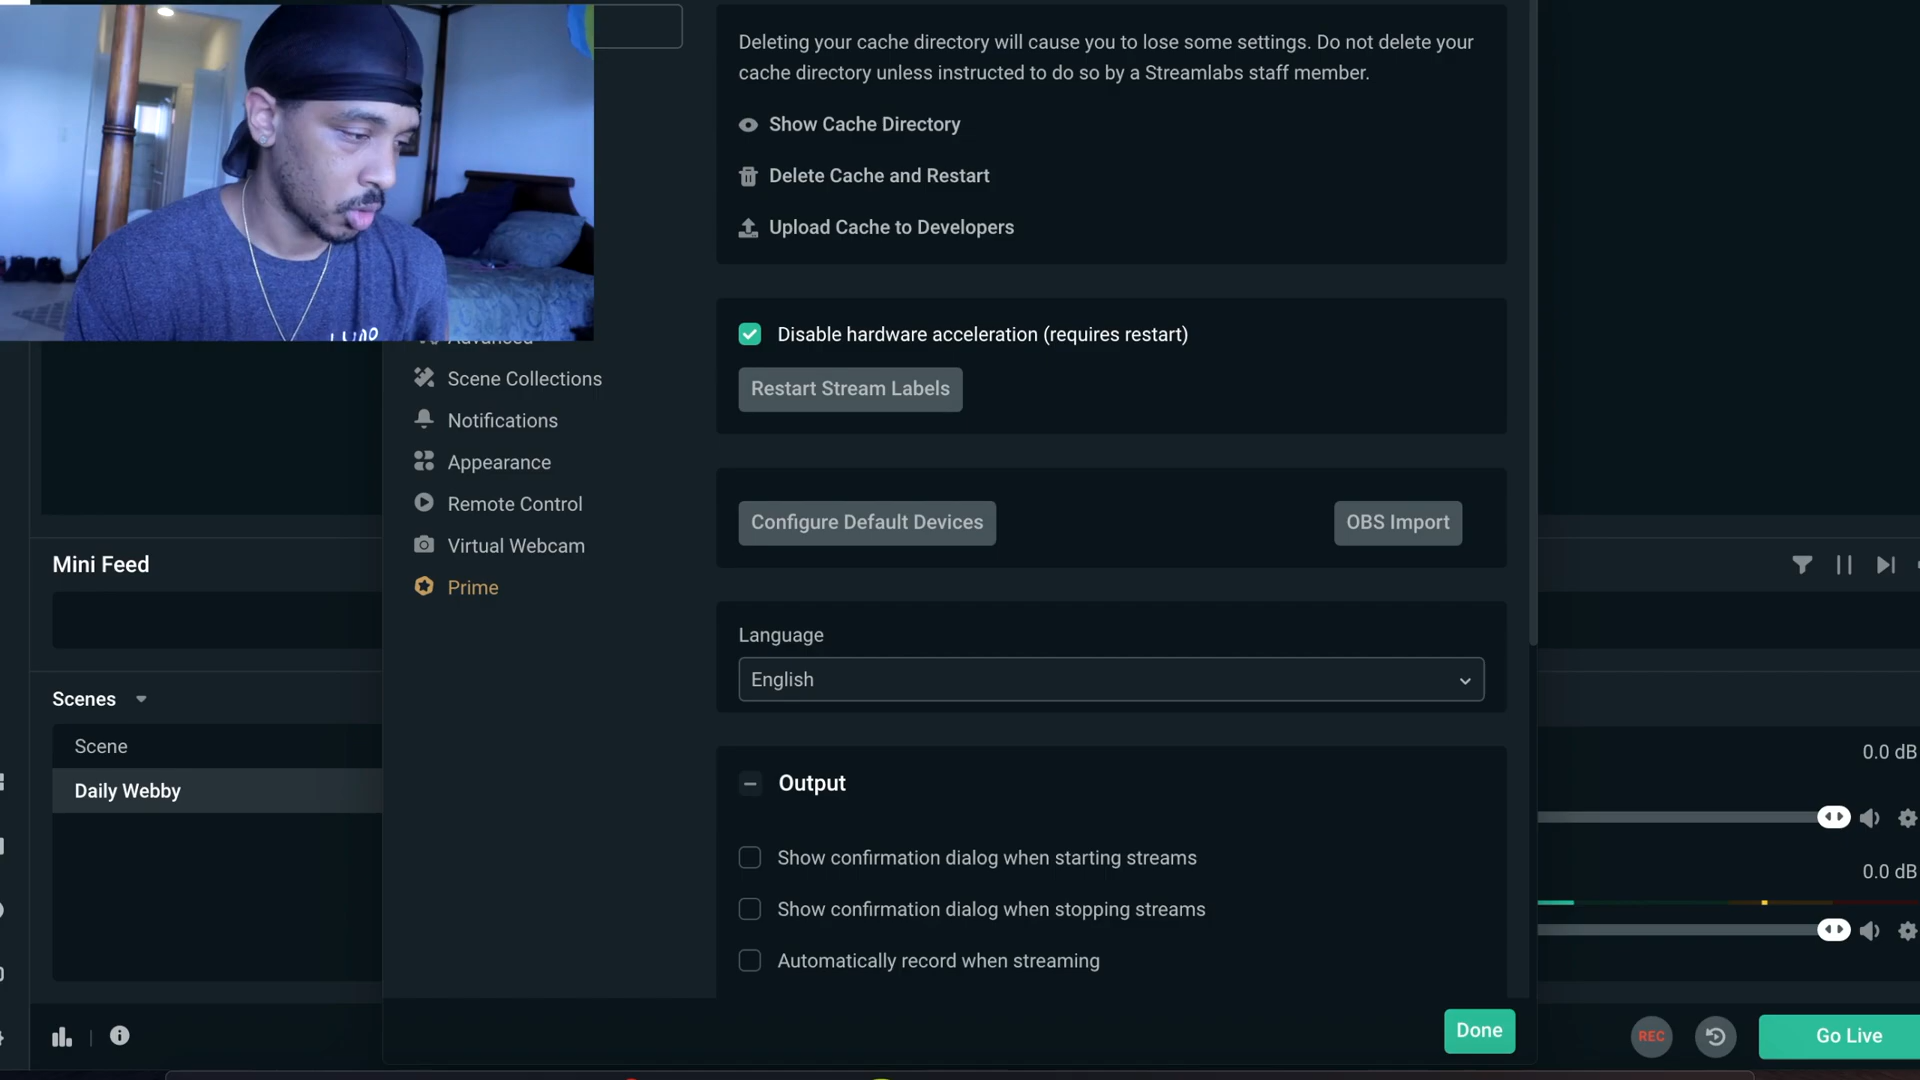 Deleting your cache directory will cause you to lose some settings. Do not delete your
cache directory unless instructed to do so by a Streamlabs staff member.
Show Cache Directory
Delete Cache and Restart
Upload Cache to Developers
Disable hardware acceleration (requires restart)
Restart Stream Labels
Advanced
Scene Collections
Notifications
Appearance
Remote Control
Virtual Webcam
Prime
Configure Default Devices
OBS Import
Language
English
Output
Show confirmation dialog when starting streams
Show confirmation dialog when stopping streams
Automatically record when streaming
Done
Mini Feed
Scenes
Scene
Daily Webby
0.0 dB
0.0 dB
REC
Go Live